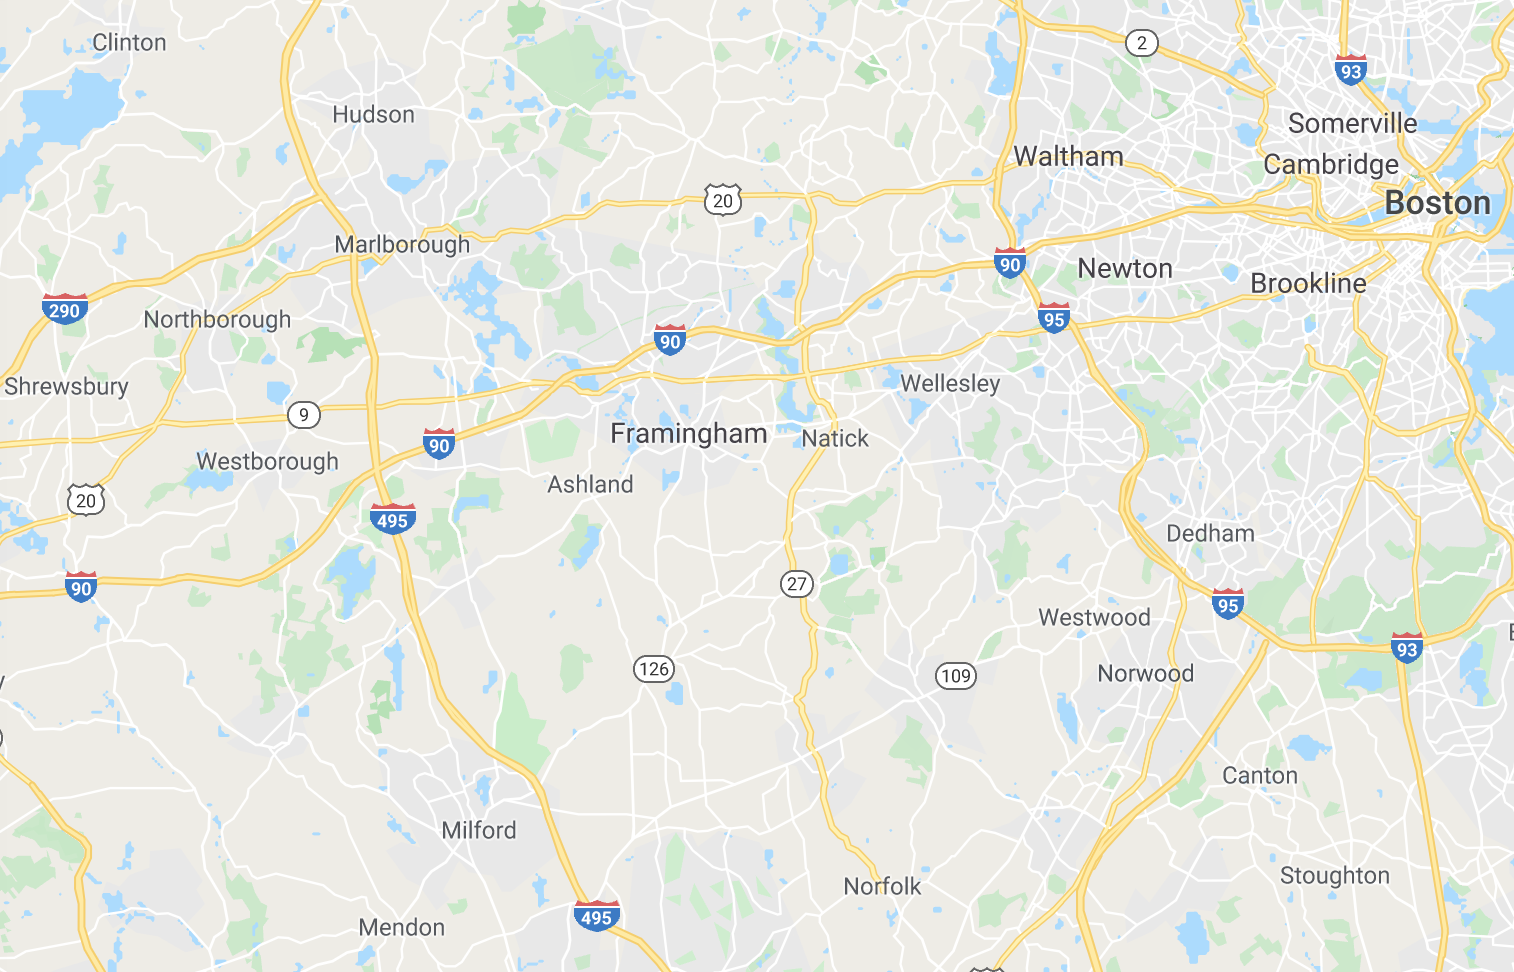 Clinton
2
93
Hudson
Somerville
Waltham
Cambridge
20
Boston
Marlborough
90
Newton
Brookline
290
Northborough
95
90
Shrewsbury
Wellesley
9
90
Framingham
Natick
Westborough
Ashland
20
495
Dedham
90
27
95
Westwood
93
126
109
Norwood
Canton
Milford
Stoughton
Norfolk
495
Mendon